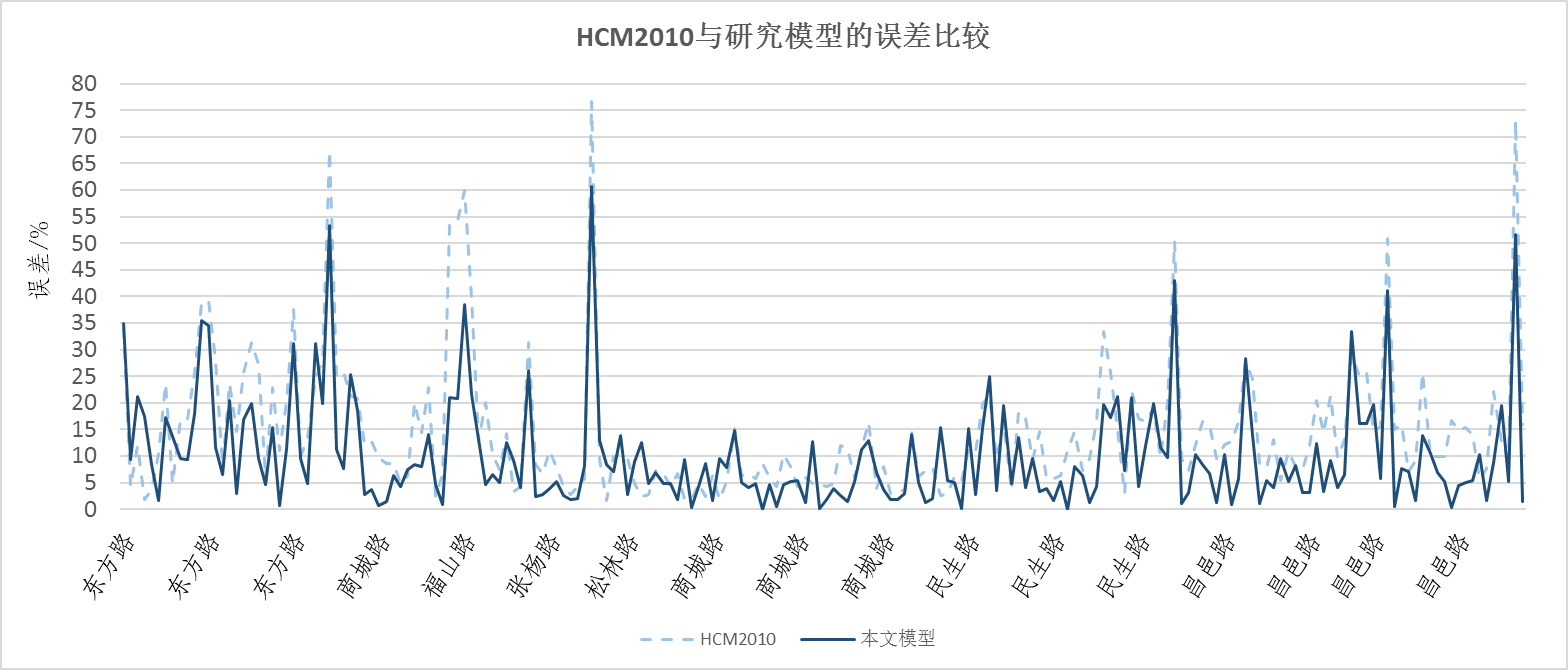 HCM2010与研究模型的误差比较
误差/%
80
75
70
65
60
55
50
45
40
35
30
25
20
15
10
5
0
东方路
东方路
东方路
商城路
福山路
张杨路
松林路
商城路
商城路
商城路
民生路
民生路
民生路
昌邑路
昌邑路
昌邑路
昌邑路
HCM2010
本文模型